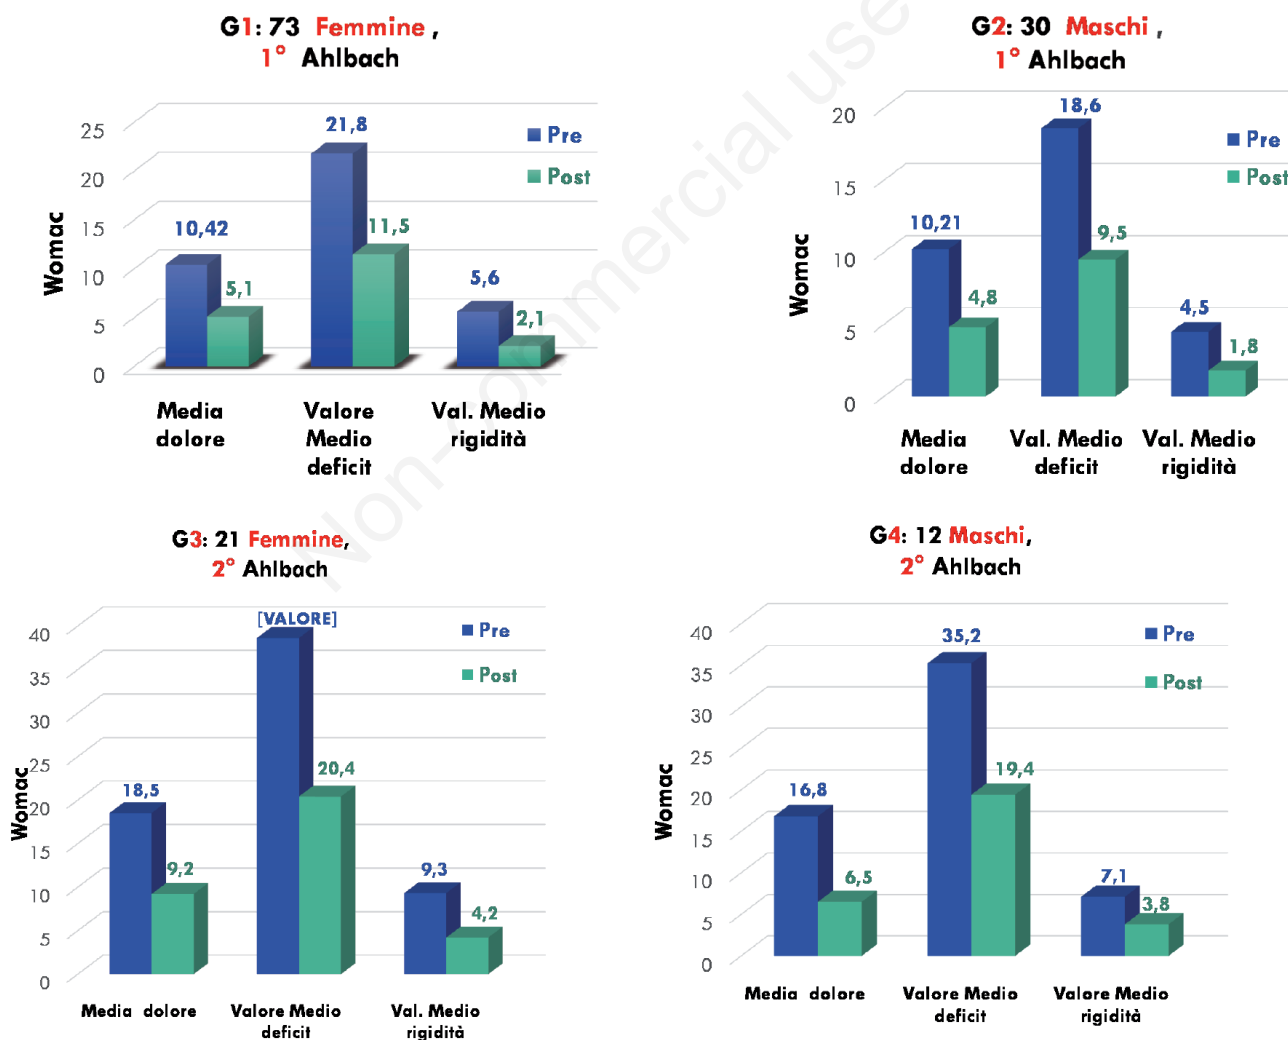 G1: 73 Femmine ,
1° Ahlbach
25
20
15
10
5
0
Womac
10,42
5,1
21,8
11,5
5,6
2,1
Pre
Post
Media
dolore
Valore
Medio
deficit
Val. Medio
rigidità
G2: 30 Maschi ,
1° Ahlbach
20
15
10
5
0
Womac
10,21
4,8
18,6
9,5
4,5
1,8
Pre
Post
Media
dolore
Val. Medio
deficit
Val. Medio
rigidità
G3: 21 Femmine,
2° Ahlbach
40
35
30
25
20
15
10
5
0
Womac
18,5
9,2
[VALORE]
20,4
9,3
4,2
Pre
Post
Media dolore
Valore Medio
deficit
Val. Medio
rigidità
G4: 12 Maschi,
2° Ahlbach
40
35
30
25
20
15
10
5
0
Womac
16,8
6,5
35,2
19,4
7,1
3,8
Pre
Post
Media dolore
Valore Medio
deficit
Valore Medio
rigidità
Non-commercial use